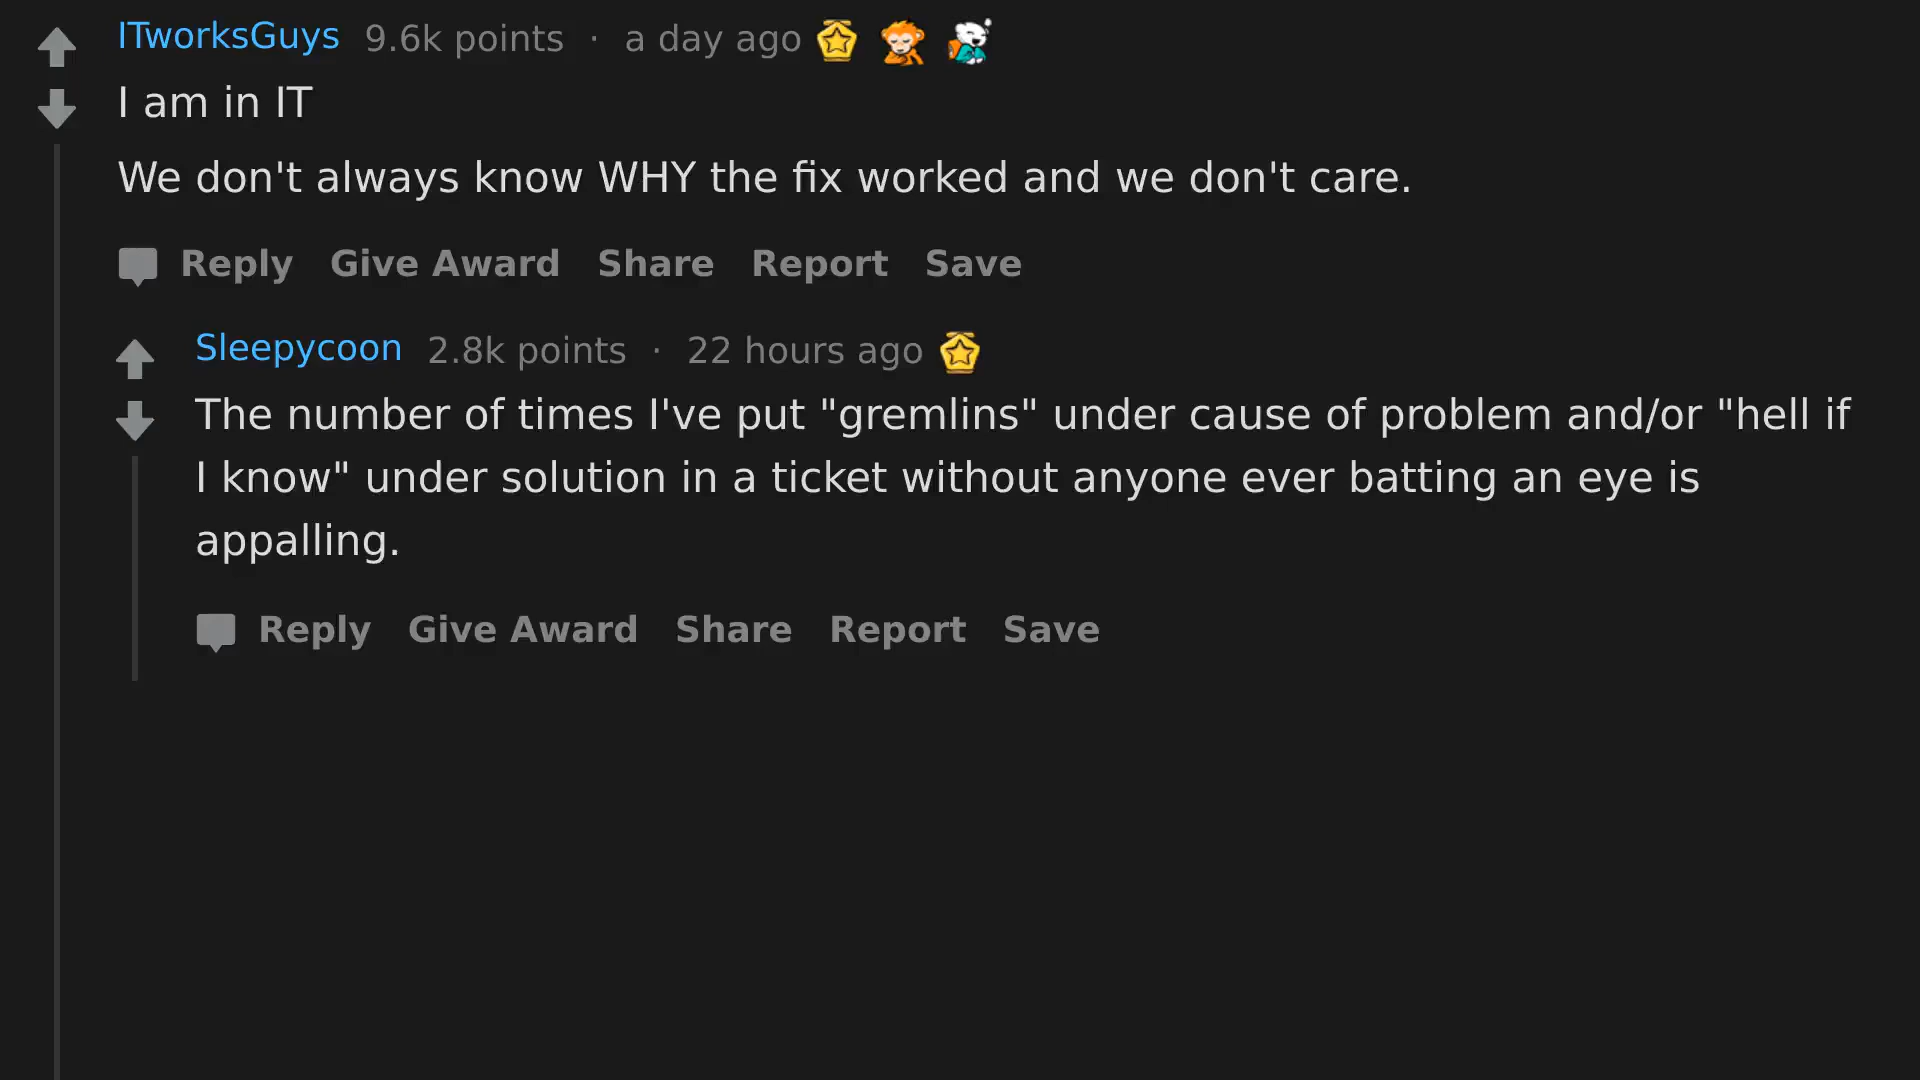 ITworksGuys 9.6k points · a day ago
I am in IT
We don't always know WHY the fix worked and we don't care.
Reply Give Award Share Report Save
Sleepycoon 2.8k points · 22 hours ago
The number of times I've put "gremlins" under cause of problem and/or "hell if
I know" under solution in a ticket without anyone ever batting an eye is
appalling.
Reply Give Award Share Report Save